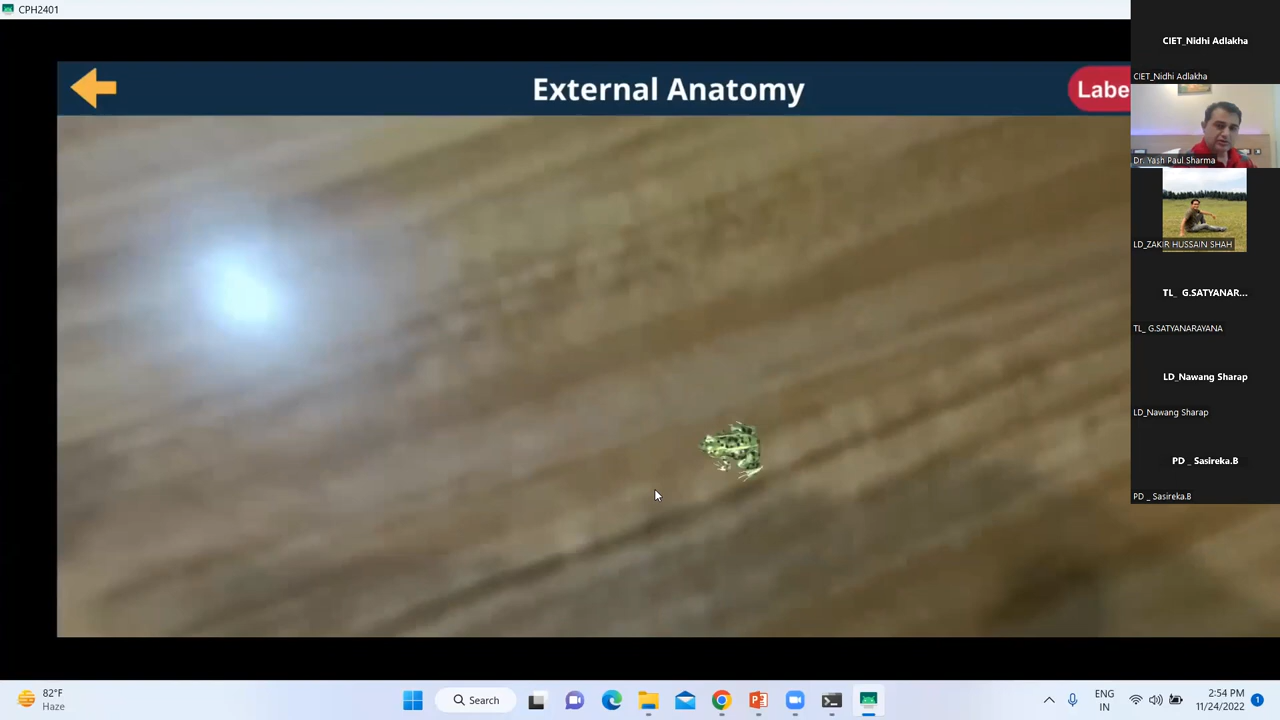 CPH2401
External Anatomy
Labe
CIET_Nidhi Adlakha
CIET_Nidhi Adlakha
Dr. Yash Paul Sharma
LD_ZAKIR HUSSAIN SHAH
TL_ G.SATYANAR...
TL_ G.SATYANARAYANA
LD_Nawang Sharap
LD_Nawang Sharap
PD _ Sasireka.B
PD _ Sasireka.B
82°F
Haze
Search
ENG
IN
2:54 PM
11/24/2022
1